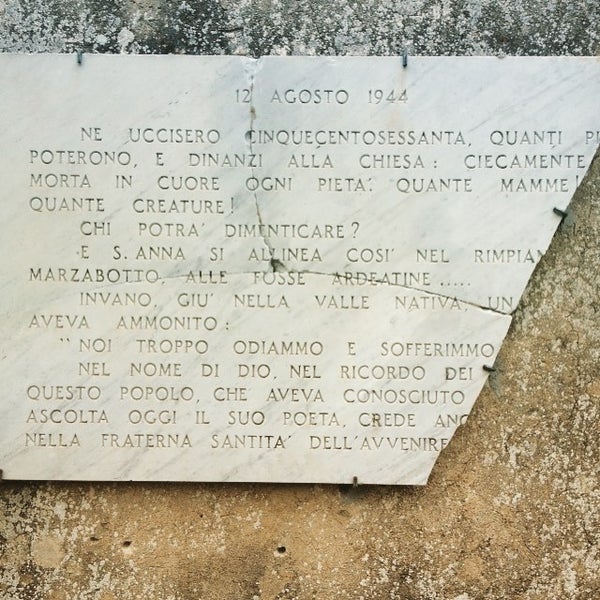 12 AGOSTO 1944
NE UCCISERO CINQUECENTOSESSANTA, QUANTI
POTERONO, E DINANZI ALLA CHIESA: CIECAMENTE
MORTA IN CUORE OGNI PIETA'. QUANTE MAMME!
QUANTE CREATURE!
CHI POTRA' DIMENTICARE?
E S. ANNA SI ALLINEA COSI' NEL
MARZABOTTO, ALLE FOSSE ARDEATINE.....
INVANO, GIU' NELLA VALLE NATIVA, UN
AVEVA AMMONITO:
“NOI TROPPO ODIAMMO E SOFFERIMMO
NEL NOME DI DIO, NEL RICORDO DEI
QUESTO POPOLO, CHE AVEVA CONOSCIUTO
ASCOLTA OGGI IL SUO POETA, CREDE
NELLA FRATERNA SANTITA' DELL'AVVENIRE